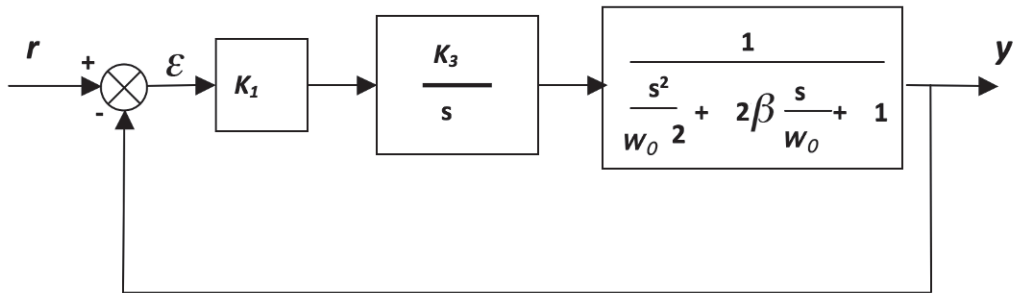 r
+
ε
-
K₁
K₃
s
1
s²
w₀ ²
+ 2β
s
w₀
+ 1
y